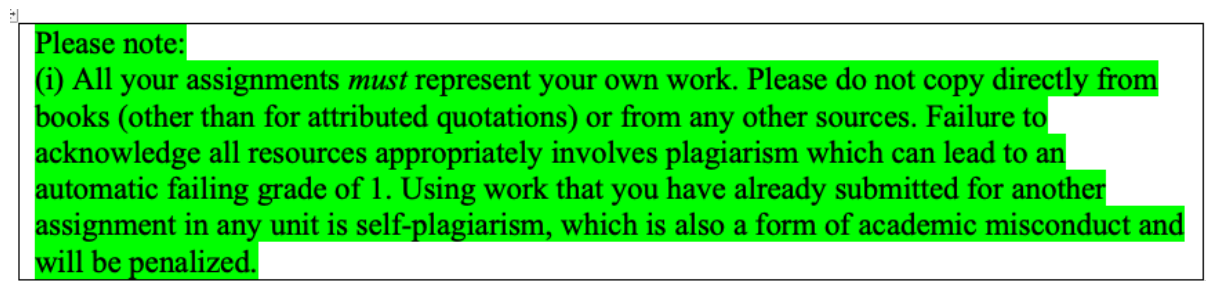 Please note:
(i) All your assignments must represent your own work. Please do not copy directly from
books (other than for attributed quotations) or from any other sources. Failure to
acknowledge all resources appropriately involves plagiarism which can lead to an
automatic failing grade of 1. Using work that you have already submitted for another
assignment in any unit is self-plagiarism, which is also a form of academic misconduct and
will be penalized.